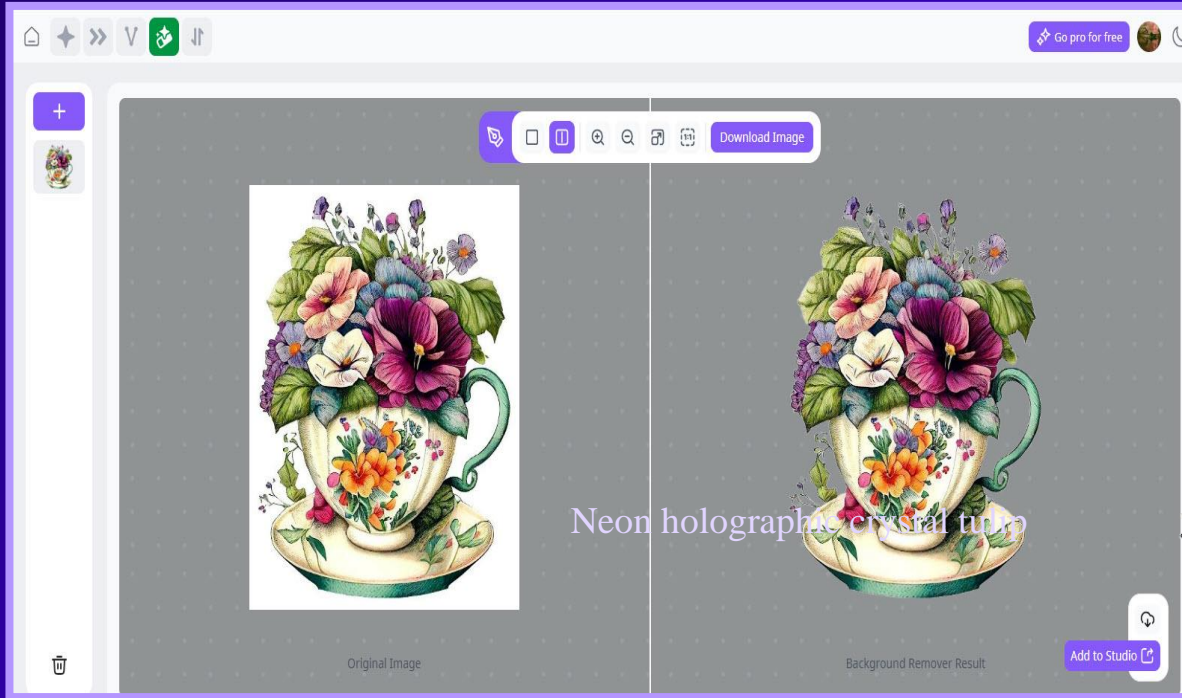 Go pro for free
Download Image
Neon holographic crystal tulip
Original Image
Background Remover Result
Add to Studio